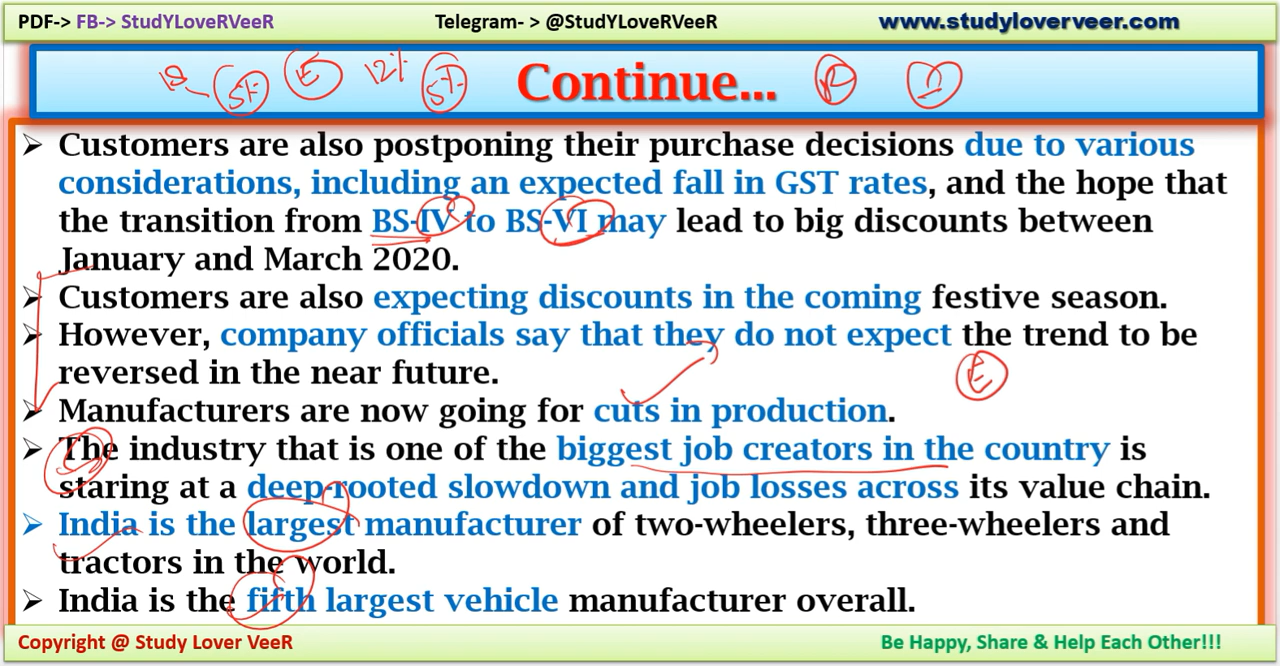 PDF-> FB-> StudYLoveRVeeR Telegram- > @StudYLoveRVeeR www.studyloverveer.com
18 5% E 12% 5% Continue... P D
➢ Customers are also postponing their purchase decisions due to various
considerations, including an expected fall in GST rates, and the hope that
the transition from BS-IV to BS-VI may lead to big discounts between
January and March 2020.
➢ Customers are also expecting discounts in the coming festive season.
➢ However, company officials say that they do not expect the trend to be
reversed in the near future.
E
➢ Manufacturers are now going for cuts in production.
➢ The industry that is one of the biggest job creators in the country is
staring at a deep-rooted slowdown and job losses across its value chain.
➢ India is the largest manufacturer of two-wheelers, three-wheelers and
tractors in the world.
➢ India is the fifth largest vehicle manufacturer overall.
Copyright @ Study Lover VeeR Be Happy, Share & Help Each Other!!!